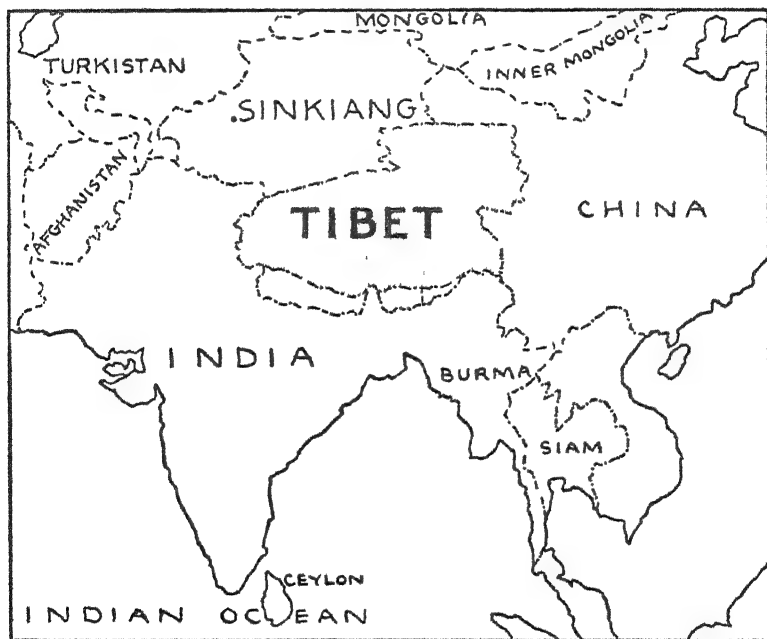 MONGOLIA
TURKISTAN
INNER MONGOLIA
SINKIANG
AFGHANISTAN
TIBET
CHINA
INDIA
BURMA
SIAM
CEYLON
INDIAN OCEAN